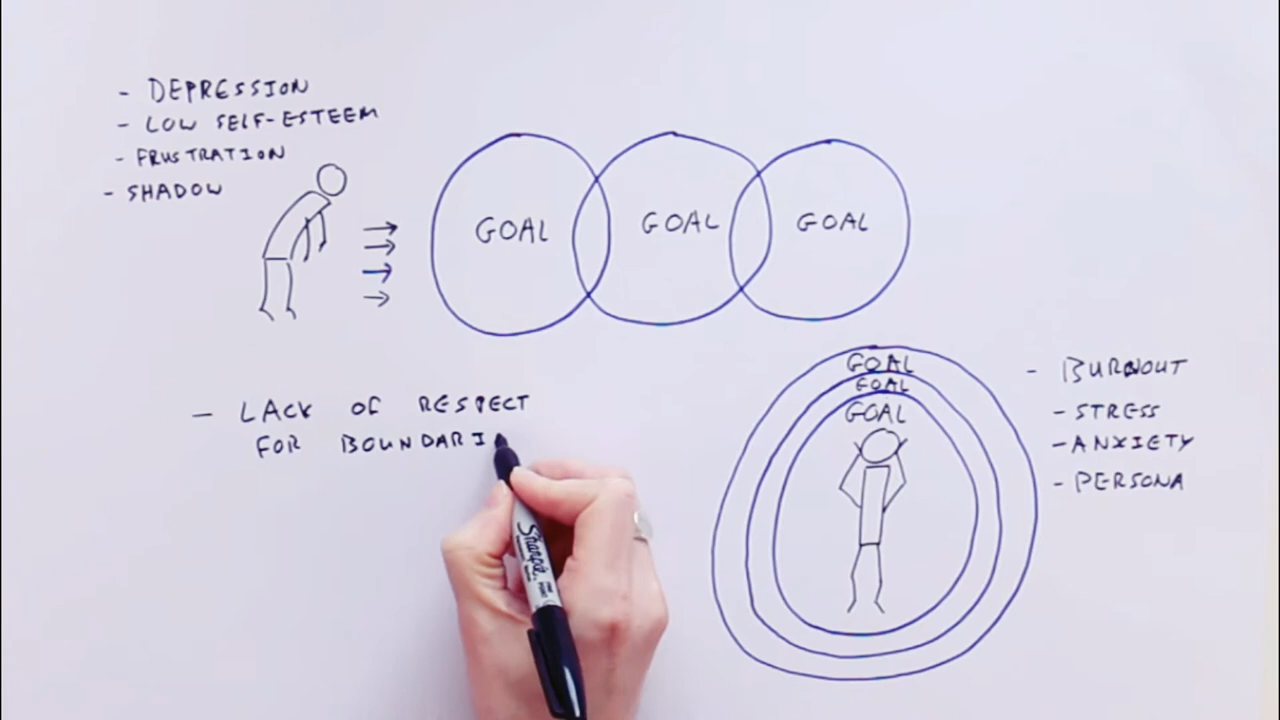 - DEPRESSION
- LOW SELF-ESTEEM
- FRUSTRATION
- SHADOW
GOAL GOAL GOAL
- LACK OF RESPECT
FOR BOUNDARI
GOAL
GOAL
GOAL
- BURNOUT
- STRESS
- ANXIETY
- PERSONA
Sharpie